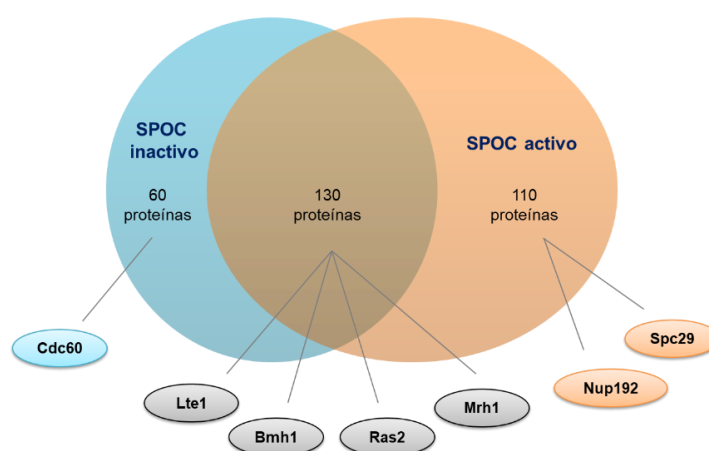 SPOC
inactivo
SPOC activo
60
proteínas
130
proteínas
110
proteínas
Cdc60
Spc29
Lte1
Mrh1
Nup192
Bmh1
Ras2